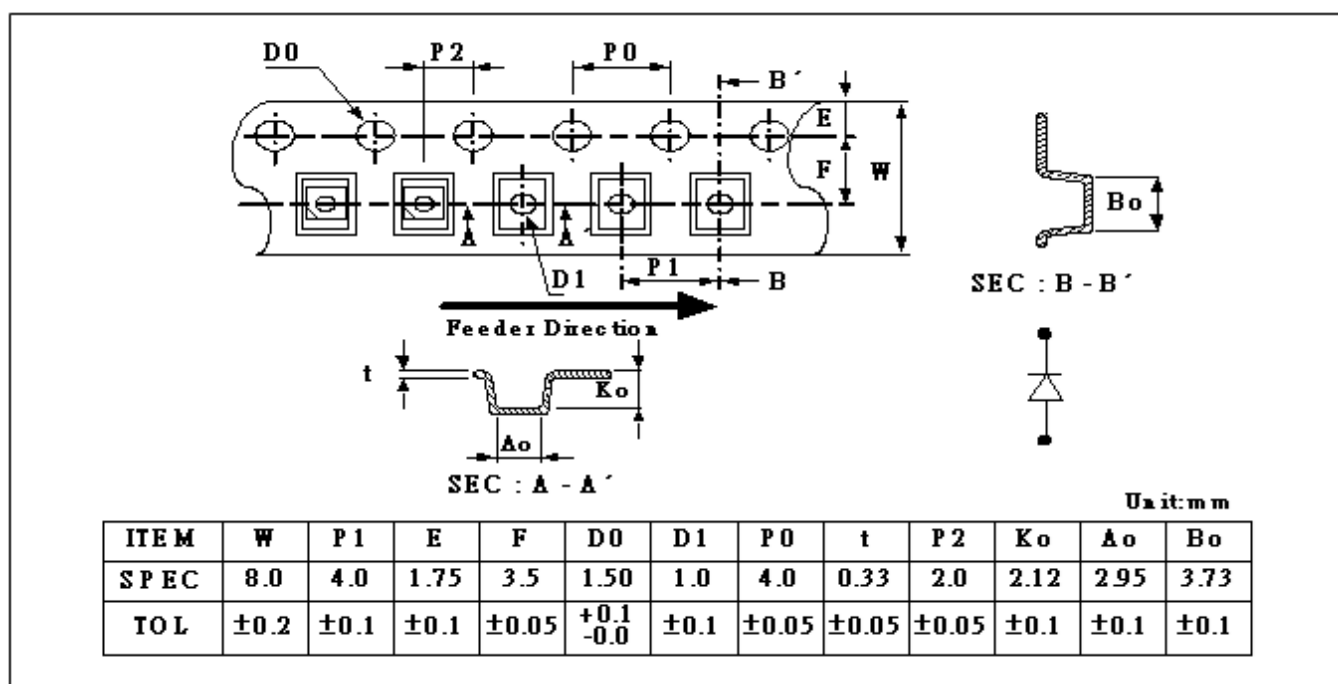 D0
P2
P0
B´
E
F
W
A
A´
D1
P1
B
Bo
SEC : B - B´
Feeder Direction
t
Ko
Ao
SEC : A - A´
Unit:mm
ITEM W P1 E F D0 D1 P0 t P2 Ko Ao Bo
SPEC 8.0 4.0 1.75 3.5 1.50 1.0 4.0 0.33 2.0 2.12 2.95 3.73
TOL ±0.2 ±0.1 ±0.1 ±0.05 +0.1 -0.0 ±0.1 ±0.05 ±0.05 ±0.05 ±0.1 ±0.1 ±0.1